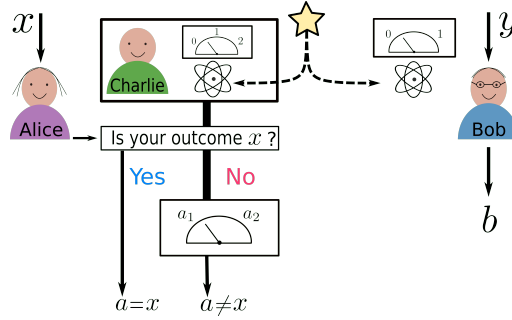 x
y
0 1 2
0 1
Charlie
Alice
Bob
Is your outcome x ?
Yes
No
a₁ a₂
b
a=x
a≠x